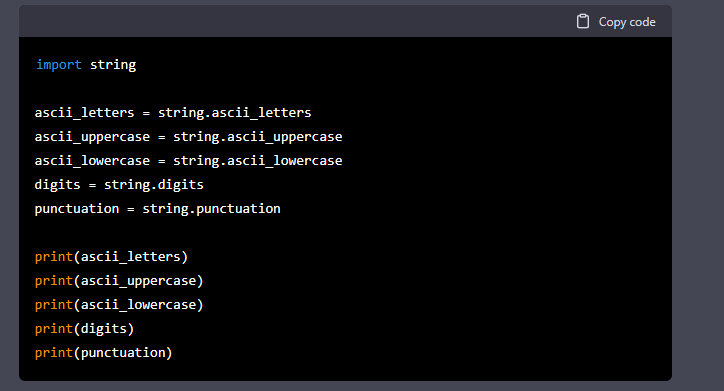 Copy code
import string
ascii_letters = string.ascii_letters
ascii_uppercase = string.ascii_uppercase
ascii_lowercase = string.ascii_lowercase
digits = string.digits
punctuation = string.punctuation
print(ascii_letters)
print(ascii_uppercase)
print(ascii_lowercase)
print(digits)
print(punctuation)